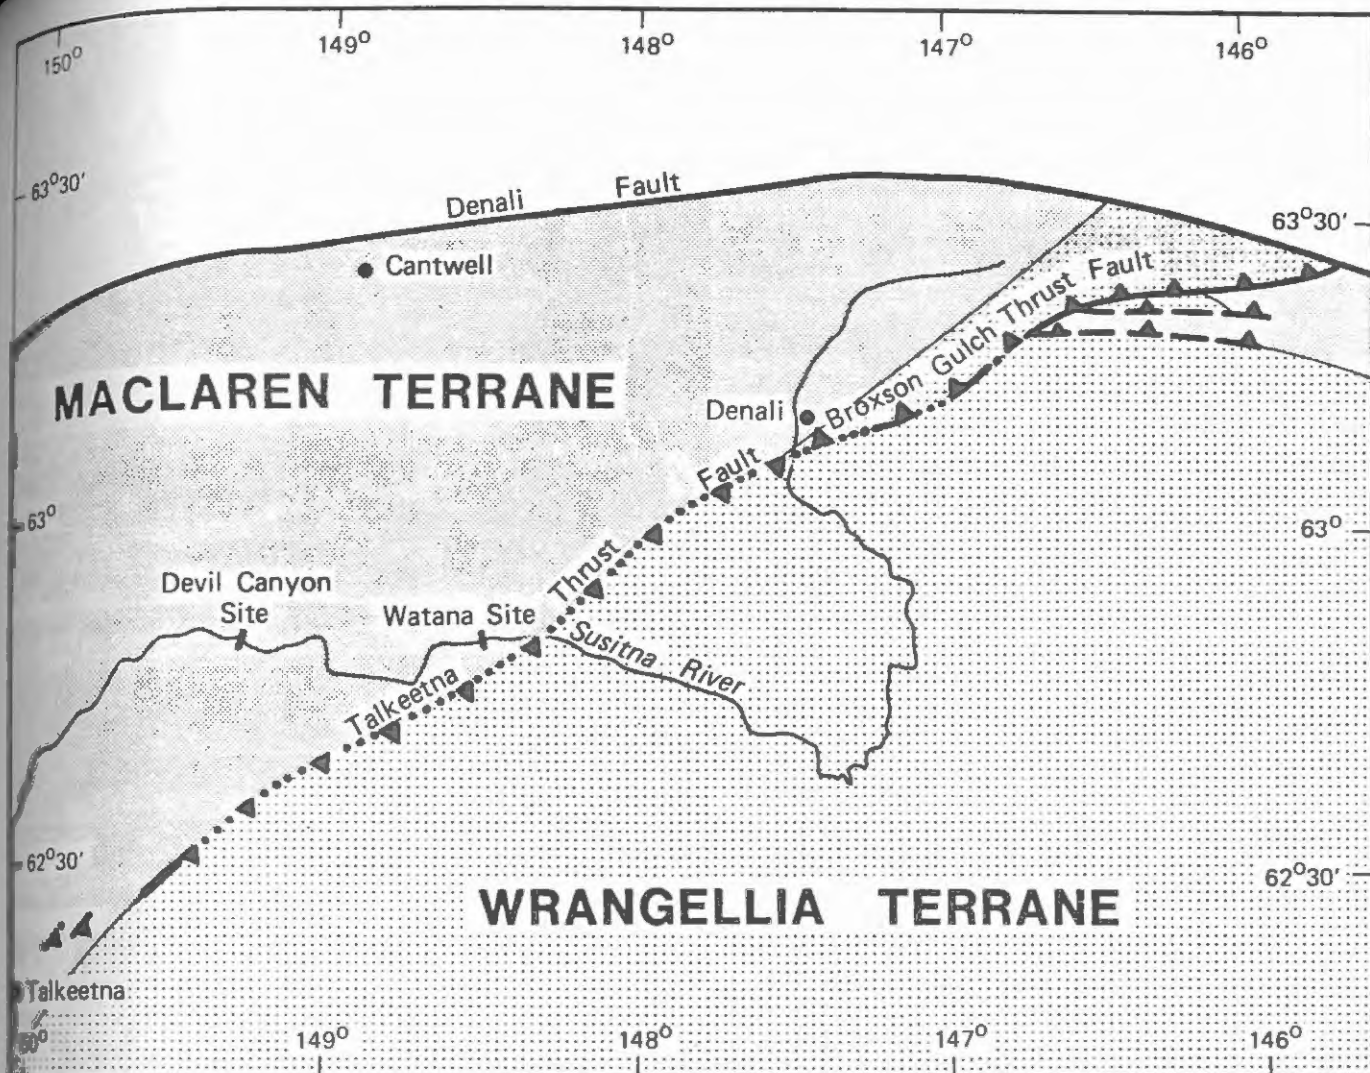 150° 149° 148° 147° 146°
63°30'
Denali Fault
63°30'
Cantwell
Broxson Gulch Thrust Fault
MACLAREN TERRANE
Denali
Fault
63°
63°
Thrust
Devil Canyon
Site
Watana Site
Susitna River
Talkeetna
62°30'
62°30'
WRANGELLIA TERRANE
Talkeetna
149° 148° 147° 146°